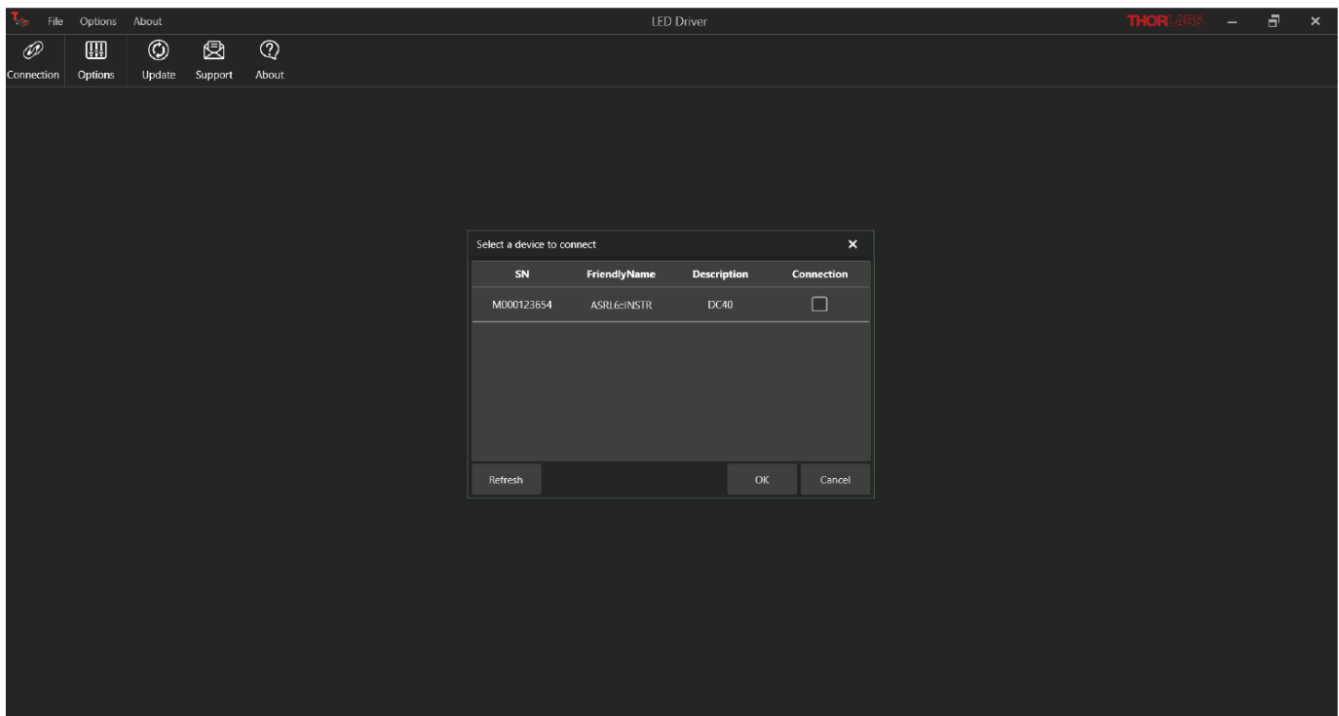 File Options About LED Driver THORLABS
Connection Options Update Support About
Select a device to connect
SN FriendlyName Description Connection
M000123654 ASRL6::INSTR DC40
Refresh OK Cancel